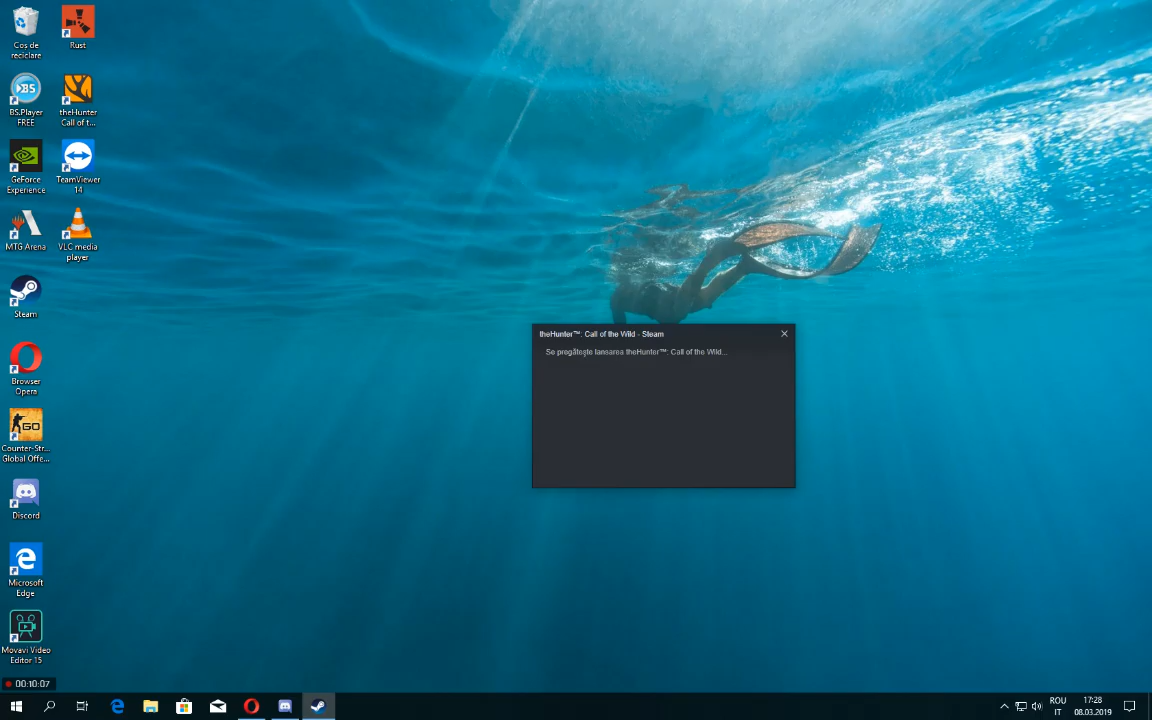 Coș de
reciclare
Rust
BS.Player
FREE
theHunter
Call of t...
GeForce
Experience
TeamViewer
14
MTG Arena
VLC media
player
Steam
Browser
Opera
GO
Counter-Str...
Global Offe...
Discord
Microsoft
Edge
Movavi Video
Editor 15
theHunter™: Call of the Wild - Steam
Se pregătește lansarea theHunter™: Call of the Wild...
00:10:07
ROU
IT
17:28
08.03.2019